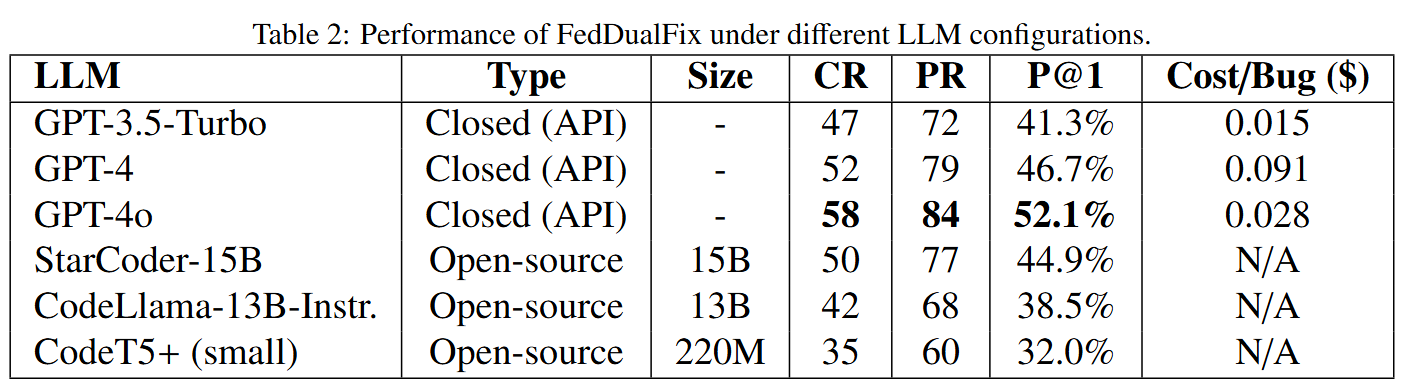 Table 2: Performance of FedDualFix under different LLM configurations.
LLM Type Size CR PR P@1 Cost/Bug ($)
GPT-3.5-Turbo Closed (API) - 47 72 41.3% 0.015
GPT-4 Closed (API) - 52 79 46.7% 0.091
GPT-4o Closed (API) - 58 84 52.1% 0.028
StarCoder-15B Open-source 15B 50 77 44.9% N/A
CodeLlama-13B-Instr. Open-source 13B 42 68 38.5% N/A
CodeT5+ (small) Open-source 220M 35 60 32.0% N/A